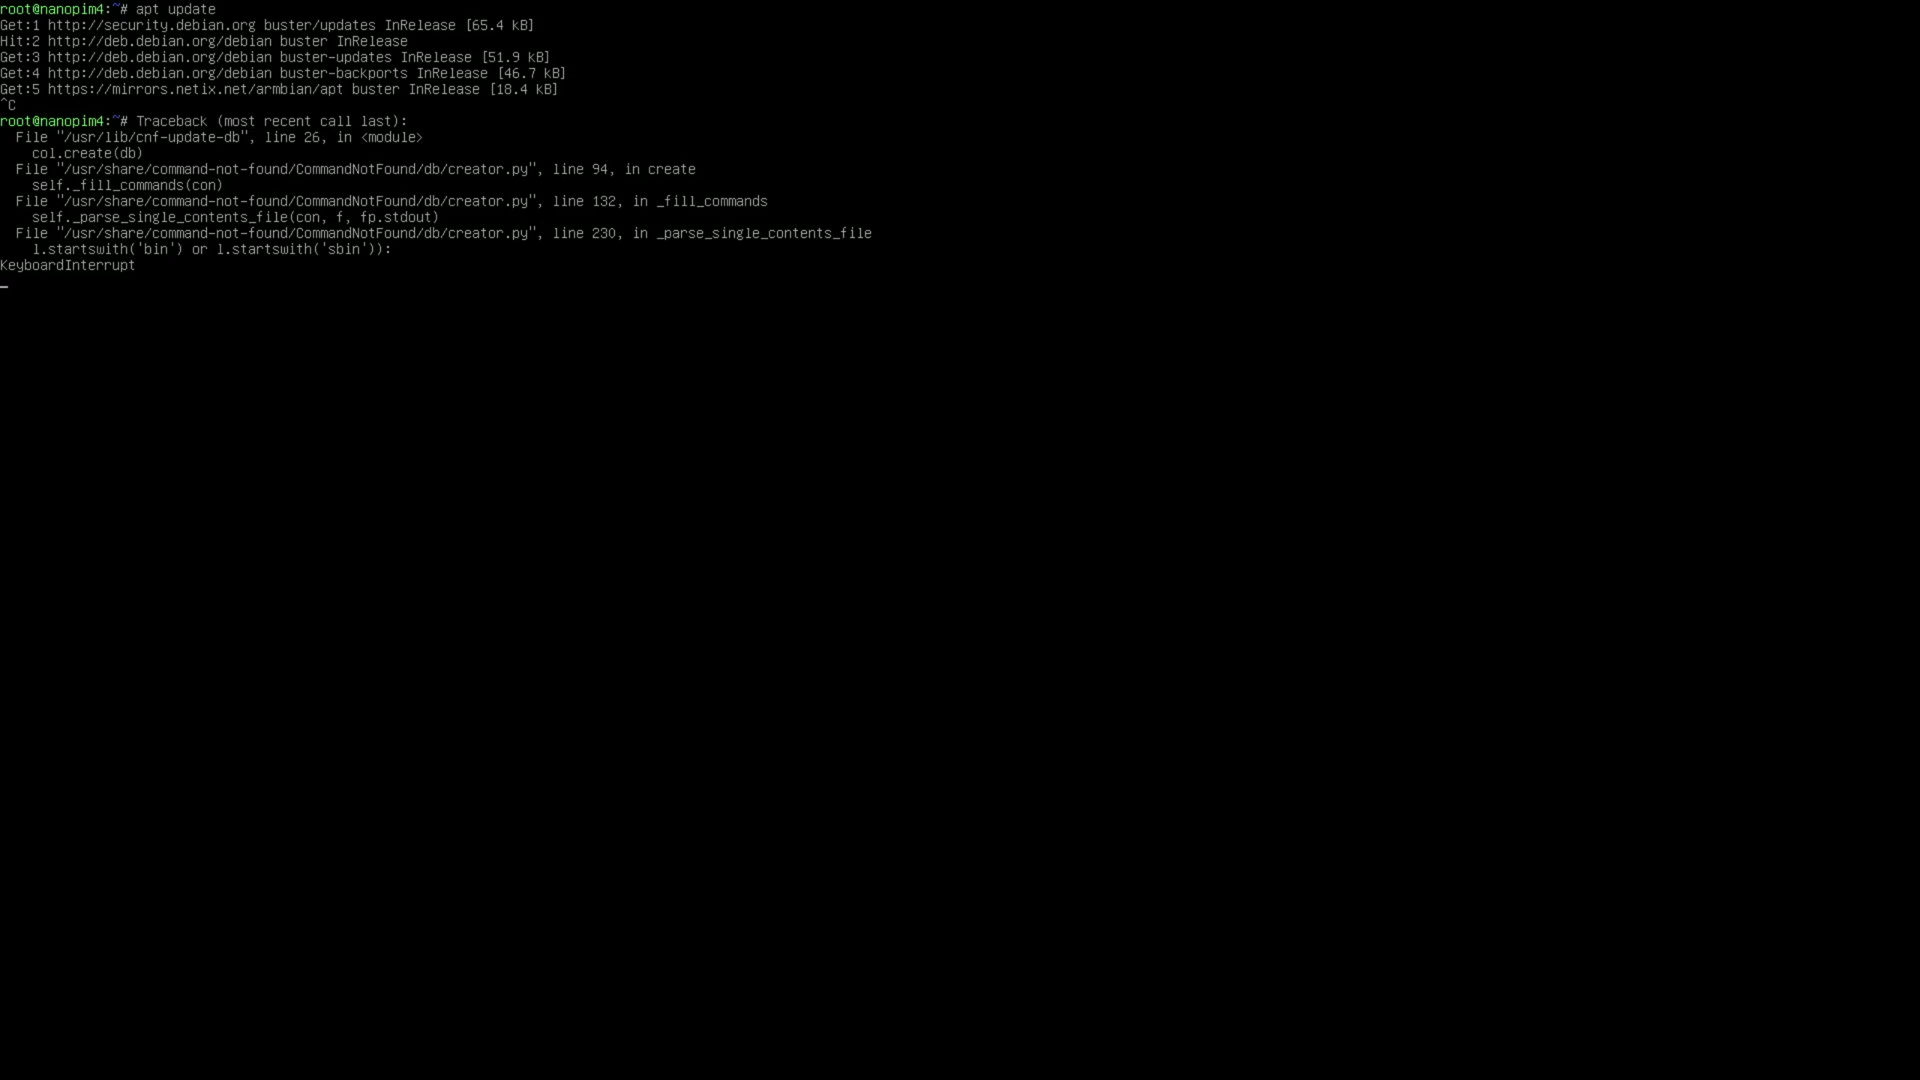 root@nanopim4:~# apt update
Get:1 http://security.debian.org buster/updates InRelease [65.4 kB]
Hit:2 http://deb.debian.org/debian buster InRelease
Get:3 http://deb.debian.org/debian buster-updates InRelease [51.9 kB]
Get:4 http://deb.debian.org/debian buster-backports InRelease [46.7 kB]
Get:5 https://mirrors.netix.net/armbian/apt buster InRelease [18.4 kB]
^C
root@nanopim4:~# Traceback (most recent call last):
  File "/usr/lib/cnf-update-db", line 26, in <module>
    col.create(db)
  File "/usr/share/command-not-found/CommandNotFound/db/creator.py", line 94, in create
    self._fill_commands(con)
  File "/usr/share/command-not-found/CommandNotFound/db/creator.py", line 132, in _fill_commands
    self._parse_single_contents_file(con, f, fp.stdout)
  File "/usr/share/command-not-found/CommandNotFound/db/creator.py", line 230, in _parse_single_contents_file
    l.startswith('bin') or l.startswith('sbin')):
KeyboardInterrupt